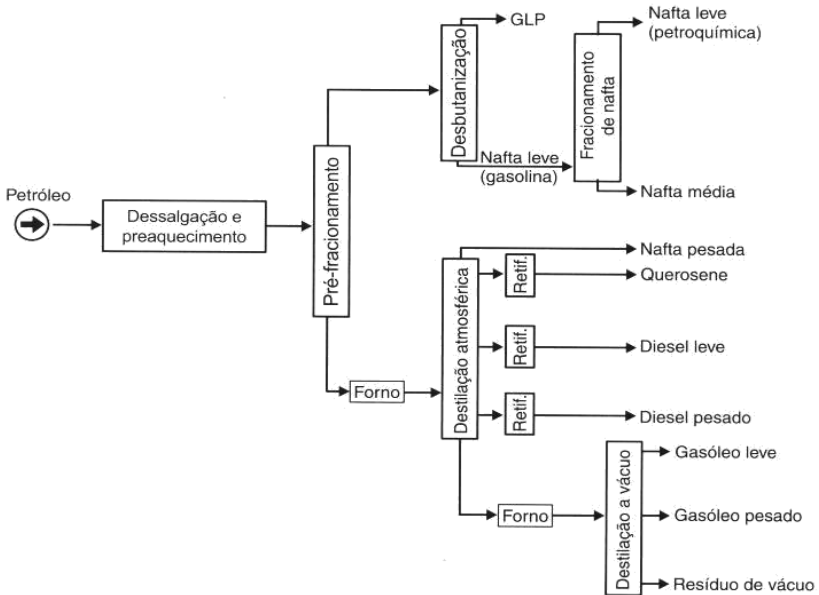 Petróleo
Dessalgação e
preaquecimento
Pré-fracionamento
Desbutanização
GLP
Nafta leve
(gasolina)
Fracionamento
de nafta
Nafta leve
(petroquímica)
Nafta média
Forno
Destilação atmosférica
Nafta pesada
Retif.
Querosene
Retif.
Diesel leve
Retif.
Diesel pesado
Forno
Destilação a vácuo
Gasóleo leve
Gasóleo pesado
Resíduo de vácuo